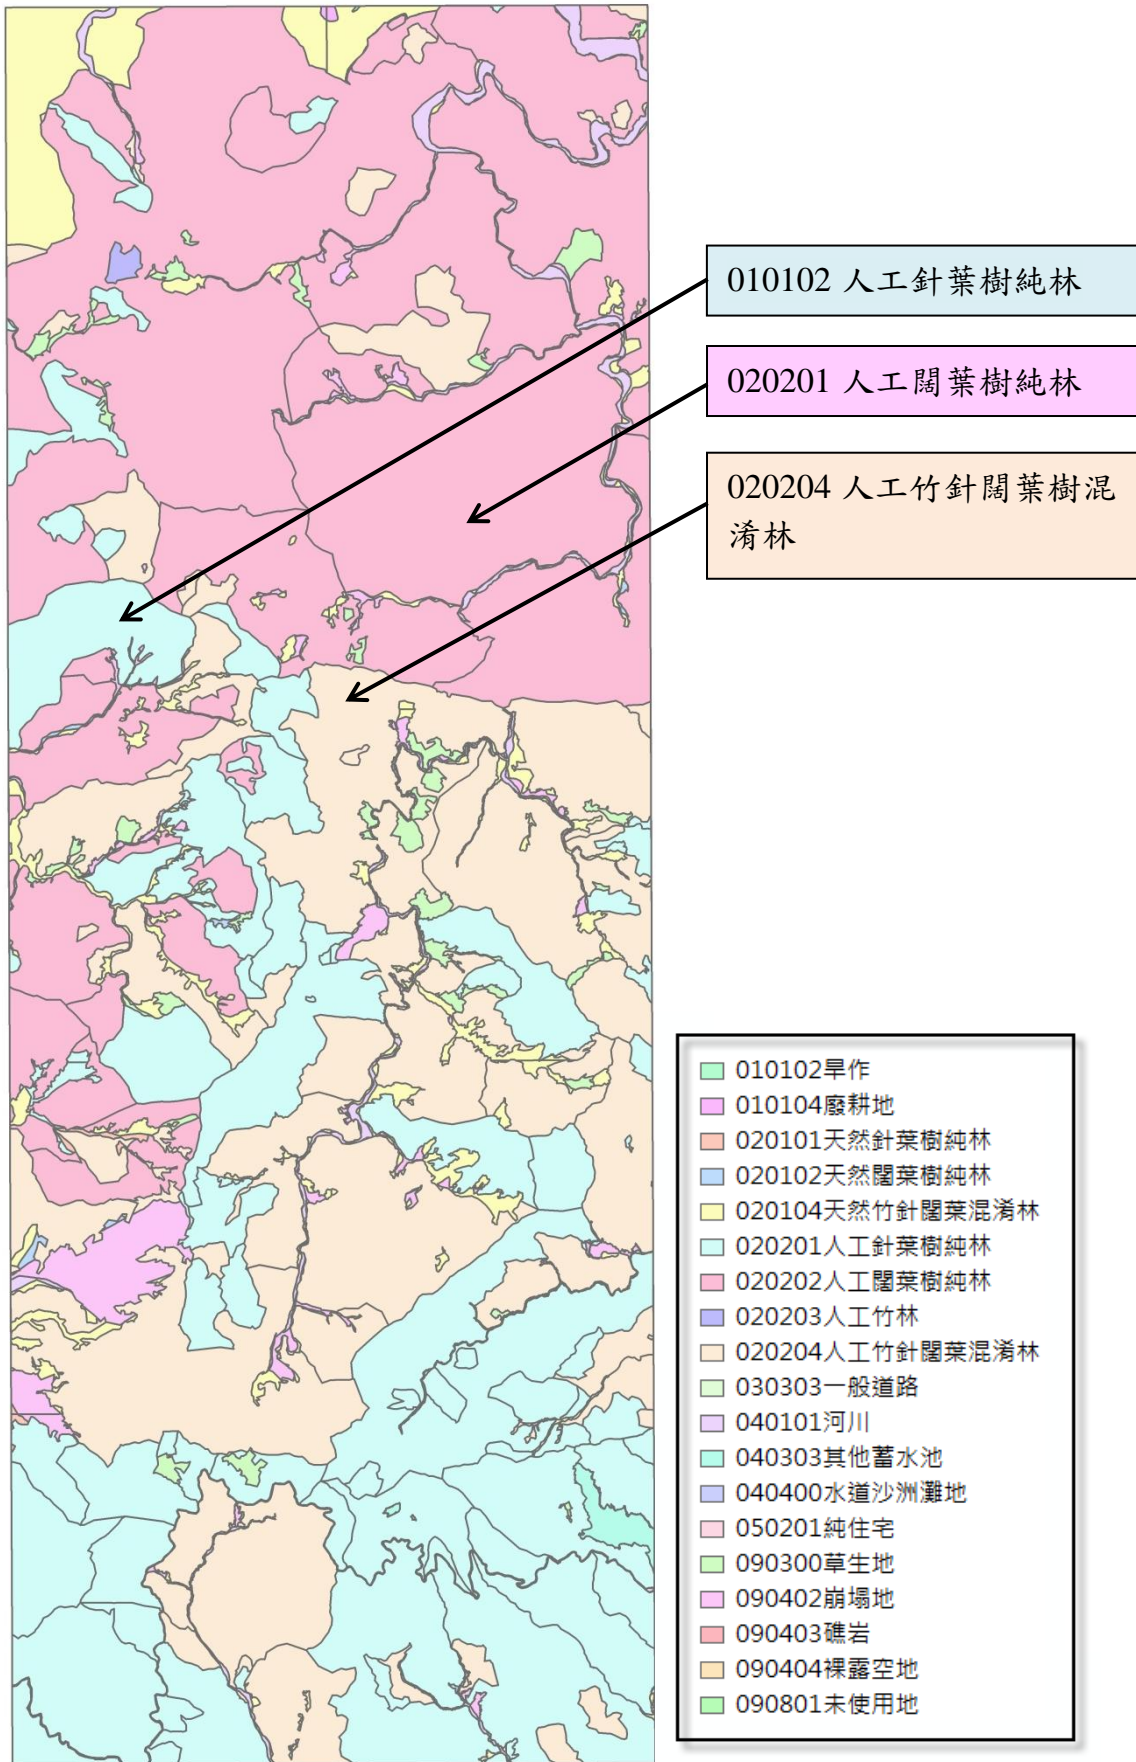 010102 人工針葉樹純林
020201 人工闊葉樹純林
020204 人工竹針闊葉樹混
淆林
010102旱作
010104廢耕地
020101天然針葉樹純林
020102天然闊葉樹純林
020104天然竹針闊葉混淆林
020201人工針葉樹純林
020202人工闊葉樹純林
020203人工竹林
020204人工竹針闊葉混淆林
030303一般道路
040101河川
040303其他蓄水池
040400水道沙洲灘地
050201純住宅
090300草生地
090402崩塌地
090403礁岩
090404裸露空地
090801未使用地